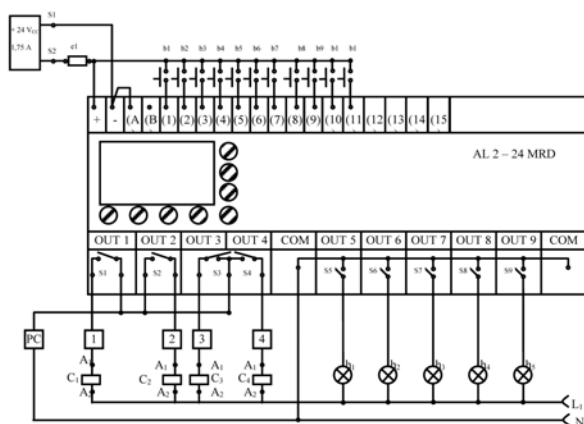 S1
+ 24 VCC
1,75 A
S2
e1
b1 b2 b3 b4 b5 b6 b7 b8 b9 b1 b1
+ - (A (B (1) (2) (3) (4) (5) (6) (7) (8) (9) (10 (11 (12 (13 (14 (15
AL 2 – 24 MRD
OUT 1 OUT 2 OUT 3 OUT 4 COM OUT 5 OUT 6 OUT 7 OUT 8 OUT 9 COM
S1 S2 S3 S4 S5 S6 S7 S8 S9
PC 1 2 3 4
A1 A1 A1 A1 h1 h2 h3 h4 h5
C1 C2 C3 C4
A2 A2 A2 A2
L1
N